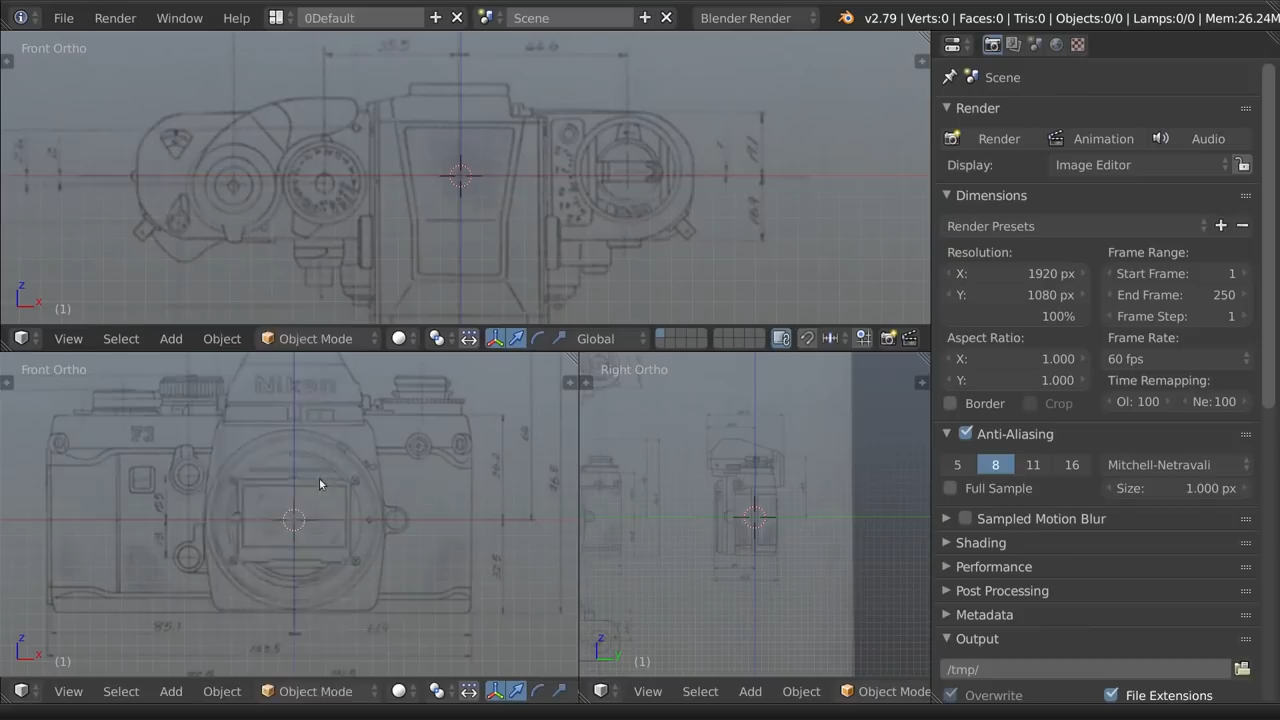 File Render Window Help 0Default Scene Blender Render v2.79 | Verts:0 | Faces:0 | Tris:0 | Objects:0/0 | Lamps:0/0 | Mem:26.24M
Front Ortho
33.5
(1)
View Select Add Object Object Mode Global
Front Ortho
Nikon
F3
85.1
(1)
View Select Add Object Object Mode
Right Ortho
(1)
View Select Add Object Object Mode
Scene
Render
Render Animation Audio
Display: Image Editor
Dimensions
Render Presets
Resolution: Frame Range:
X: 1920 px Start Frame: 1
Y: 1080 px End Frame: 250
100% Frame Step: 1
Aspect Ratio: Frame Rate:
X: 1.000 60 fps
Y: 1.000 Time Remapping:
Border Crop Ol: 100 Ne:100
Anti-Aliasing
5 8 11 16 Mitchell-Netravali
Full Sample Size: 1.000 px
Sampled Motion Blur
Shading
Performance
Post Processing
Metadata
Output
/tmp/
Overwrite File Extensions